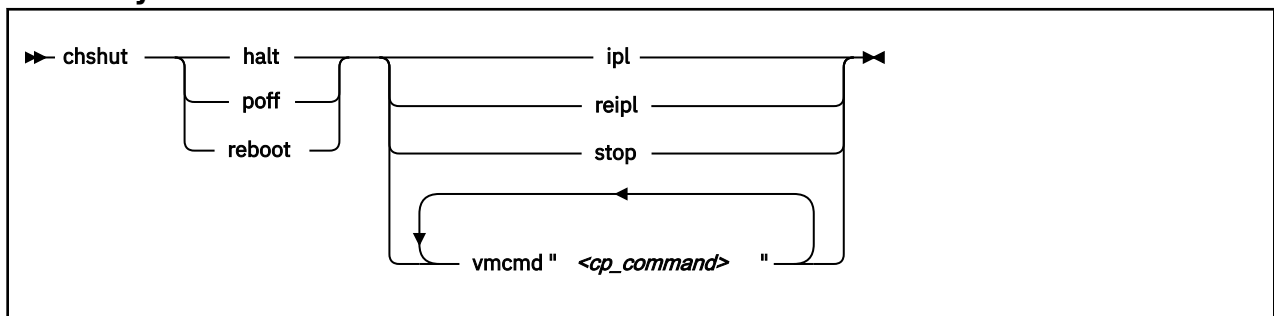 chshut halt ipl
poff reipl
reboot stop
vmcmd " <cp_command> "